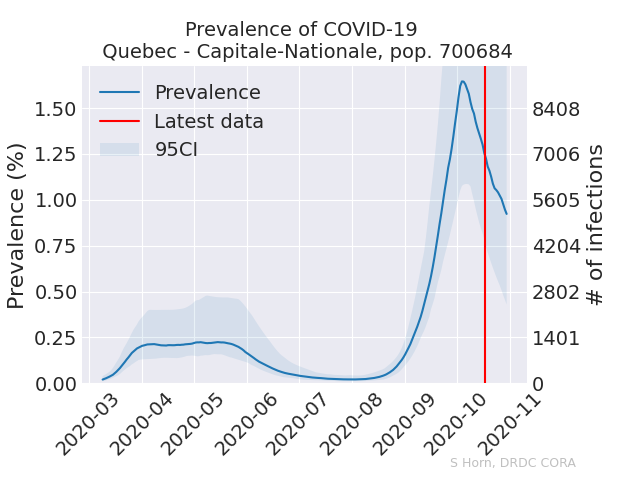 Prevalence of COVID-19
Quebec - Capitale-Nationale, pop. 700684
Prevalence
Latest data
95CI
Prevalence (%)
1.50
1.25
1.00
0.75
0.50
0.25
0.00
8408
7006
5605
4204
2802
1401
0
# of infections
2020-03
2020-04
2020-05
2020-06
2020-07
2020-08
2020-09
2020-10
2020-11
S Horn, DRDC CORA